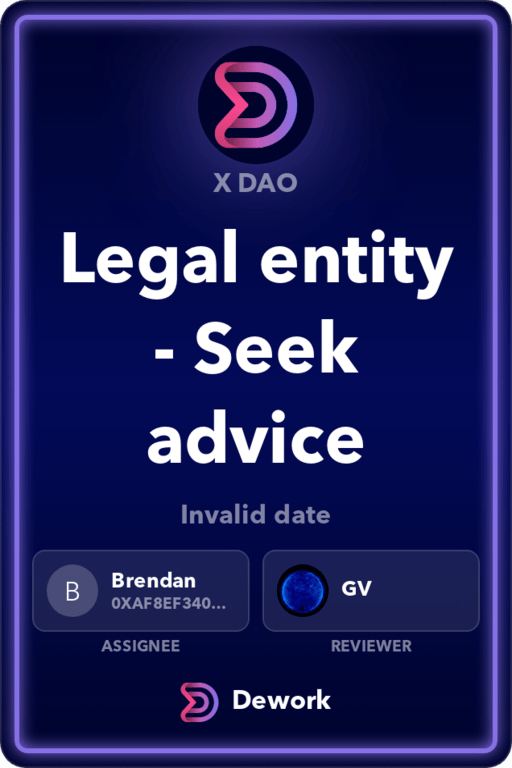 X DAO
Legal entity
- Seek
advice
Invalid date
B
Brendan
0XAF8EF340...
GV
ASSIGNEE
REVIEWER
Dework